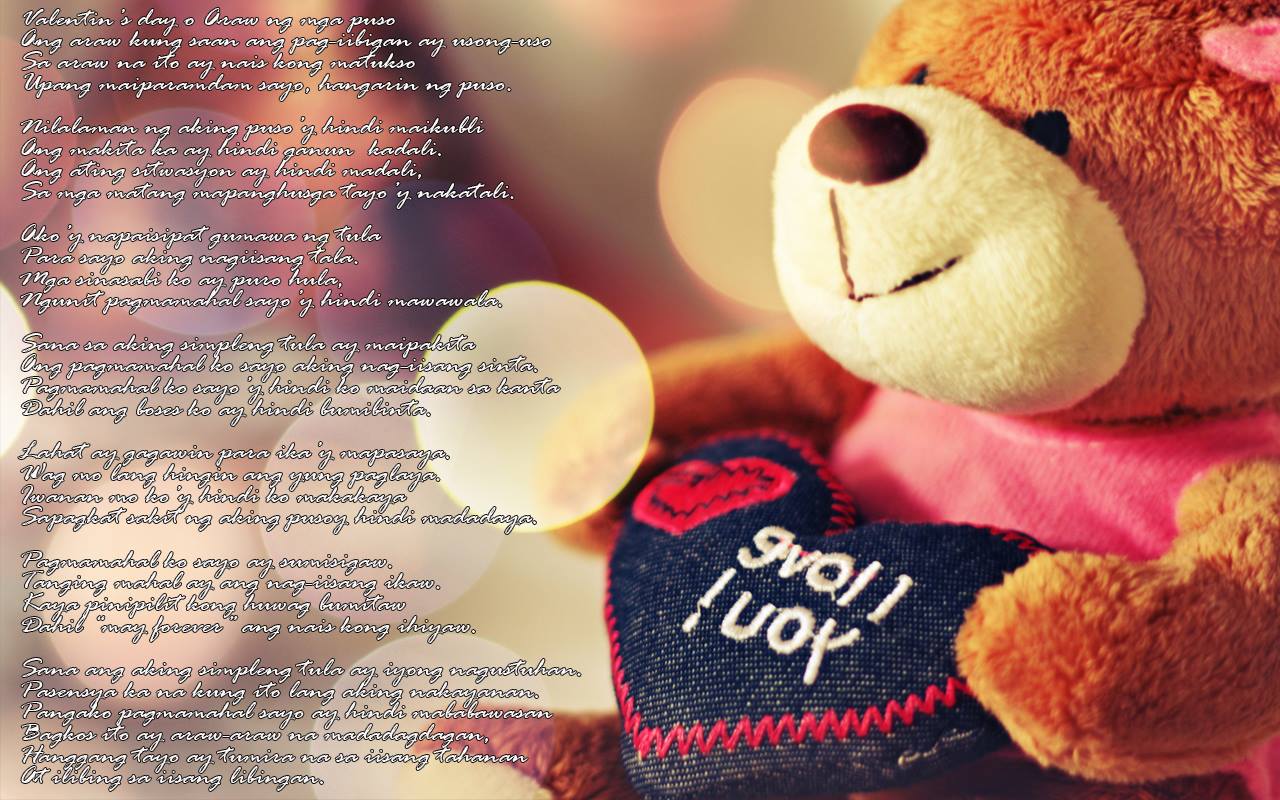 Valentin's day o Araw ng mga puso
Ang araw kung saan ang pag-iibigan ay usong-uso
Sa araw na ito ay nais kong matukso
Upang maiparamdam sayo, hangarin ng puso.
Nilalaman ng aking puso'y hindi maikubli
Ang makita ka ay hindi ganun kadali.
Ang ating sitwasyon ay hindi madali,
Sa mga matang mapanghusga tayo'y nakatali.
Ako'y napaisipat gumawa ng tula
Para sayo aking nagiisang tala.
Mga sinasabi ko ay puro hula,
Ngunit pagmamahal sayo'y hindi mawawala.
Sana sa aking simpleng tula ay maipakita
Ang pagmamahal ko sayo aking nag-iisang sinta.
Pagmamahal ko sayo'y hindi ko maidaan sa kanta
Dahil ang boses ko ay hindi bumibinta.
Lahat ay gagawin para ika'y mapasaya.
Wag mo lang hingin ang yung paglaya.
Iwanan mo ko'y hindi ko makakaya
Sapagkat sakit ng aking pusoy hindi madadaya.
Pagmamahal ko sayo ay sumisigaw.
Tanging mahal ay ang nag-iisang ikaw.
Kaya pinipilit kong huwag bumitaw
Dahil "may forever" ang nais kong ihiyaw.
Sana ang aking simpleng tula ay iyong nagustuhan.
Pasensya ka na kung ito lang aking nakayanan.
Pangako pagmamahal sayo ay hindi mababawasan
Bagkos ito ay araw-araw na madadagdagan,
Hanggang tayo ay tumira na sa iisang tahanan
At ilibing sa iisang libingan.
I love
You!